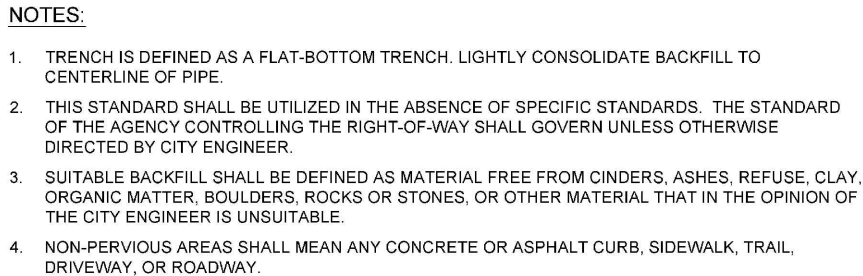 NOTES:
1. TRENCH IS DEFINED AS A FLAT-BOTTOM TRENCH. LIGHTLY CONSOLIDATE BACKFILL TO
CENTERLINE OF PIPE.
2. THIS STANDARD SHALL BE UTILIZED IN THE ABSENCE OF SPECIFIC STANDARDS. THE STANDARD
OF THE AGENCY CONTROLLING THE RIGHT-OF-WAY SHALL GOVERN UNLESS OTHERWISE
DIRECTED BY CITY ENGINEER.
3. SUITABLE BACKFILL SHALL BE DEFINED AS MATERIAL FREE FROM CINDERS, ASHES, REFUSE, CLAY,
ORGANIC MATTER, BOULDERS, ROCKS OR STONES, OR OTHER MATERIAL THAT IN THE OPINION OF
THE CITY ENGINEER IS UNSUITABLE.
4. NON-PERVIOUS AREAS SHALL MEAN ANY CONCRETE OR ASPHALT CURB, SIDEWALK, TRAIL,
DRIVEWAY, OR ROADWAY.